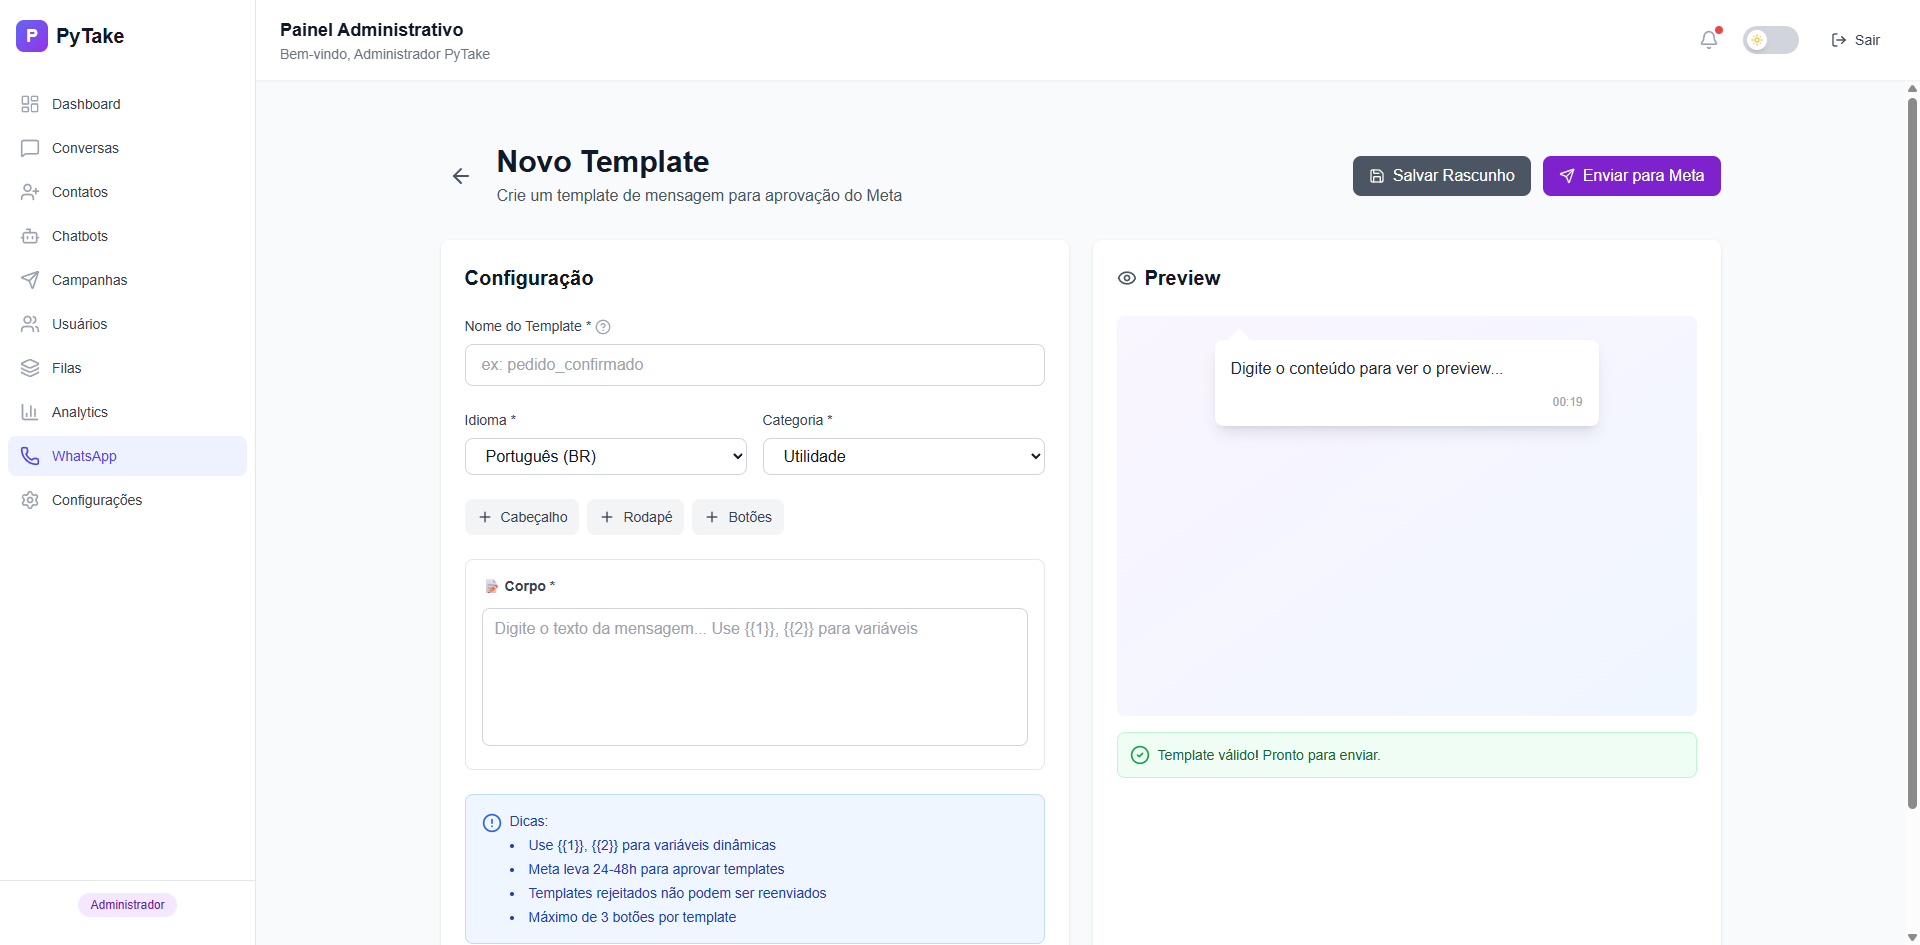 P PyTake
Dashboard
Conversas
Contatos
Chatbots
Campanhas
Usuários
Filas
Analytics
WhatsApp
Configurações
Administrador
Painel Administrativo
Bem-vindo, Administrador PyTake
Sair
Novo Template
Crie um template de mensagem para aprovação do Meta
Salvar Rascunho
Enviar para Meta
Configuração
Nome do Template *
ex: pedido_confirmado
Idioma *
Português (BR)
Categoria *
Utilidade
Cabeçalho
Rodapé
Botões
Corpo *
Digite o texto da mensagem... Use {{1}}, {{2}} para variáveis
Dicas:
• Use {{1}}, {{2}} para variáveis dinâmicas
• Meta leva 24-48h para aprovar templates
• Templates rejeitados não podem ser reenviados
• Máximo de 3 botões por template
Preview
Digite o conteúdo para ver o preview...
00:19
Template válido! Pronto para enviar.